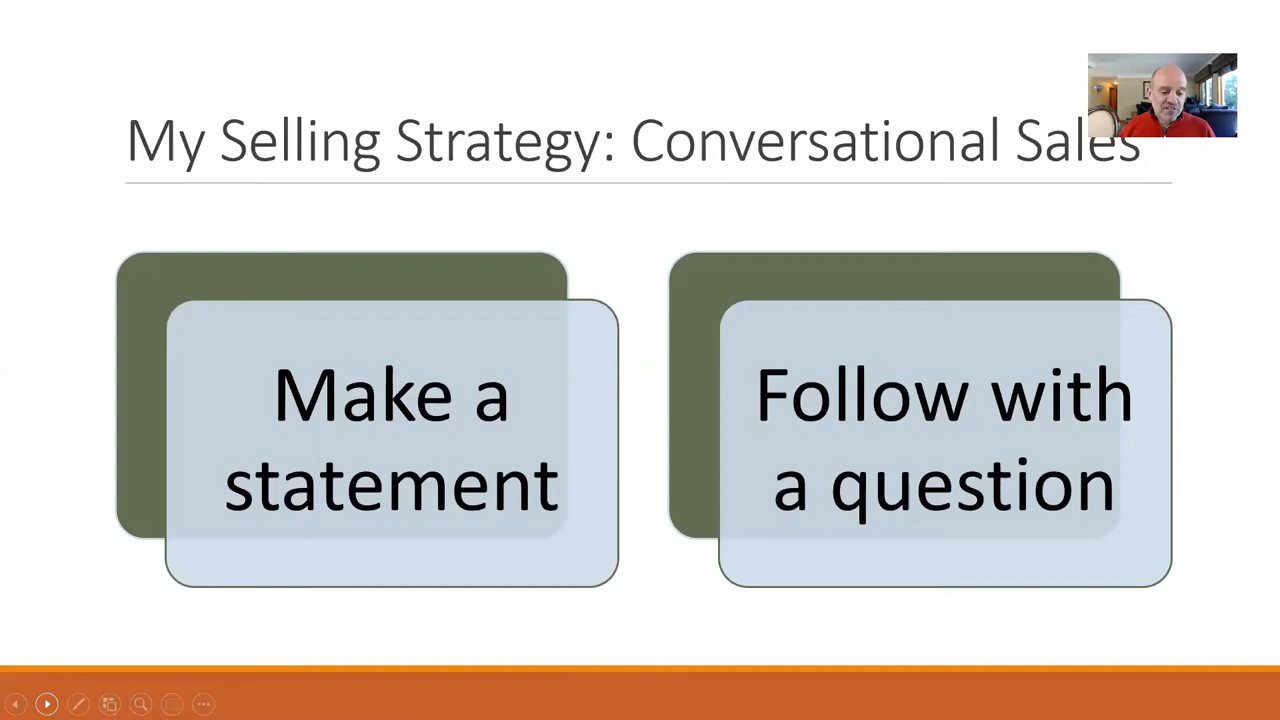 My Selling Strategy: Conversational Sales
Make a
statement
Follow with
a question